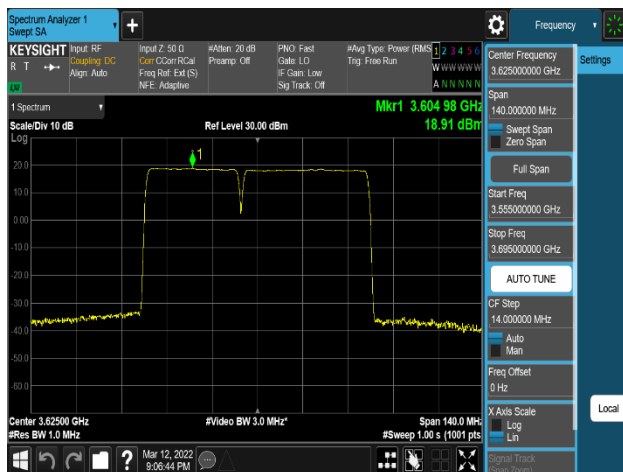 Spectrum Analyzer 1
Swept SA
Frequency
KEYSIGHT
R T
Input: RF
Coupling: DC
Align: Auto
Input Z: 50 Ω
Corr CCorr RCal
Freq Ref: Ext (S)
NFE: Adaptive
#Atten: 20 dB
Preamp: Off
PNO: Fast
Gate: LO
IF Gain: Low
Sig Track: Off
#Avg Type: Power (RMS
Trig: Free Run
1 2 3 4 5 6
W W W W W W
A N N N N N
1 Spectrum
Scale/Div 10 dB
Log
Ref Level 30.00 dBm
Mkr1 3.604 98 GHz
18.91 dBm
1
20.0
10.0
0.00
-10.0
-20.0
-30.0
-40.0
-50.0
-60.0
Center 3.62500 GHz
#Res BW 1.0 MHz
#Video BW 3.0 MHz*
Span 140.0 MHz
#Sweep 1.00 s (1001 pts
Mar 12, 2022
9:06:44 PM
Center Frequency
3.625000000 GHz
Span
140.000000 MHz
Swept Span
Zero Span
Full Span
Start Freq
3.555000000 GHz
Stop Freq
3.695000000 GHz
AUTO TUNE
CF Step
14.000000 MHz
Auto
Man
Freq Offset
0 Hz
X Axis Scale
Log
Lin
Signal Track
(Span Zoom)
Settings
Local